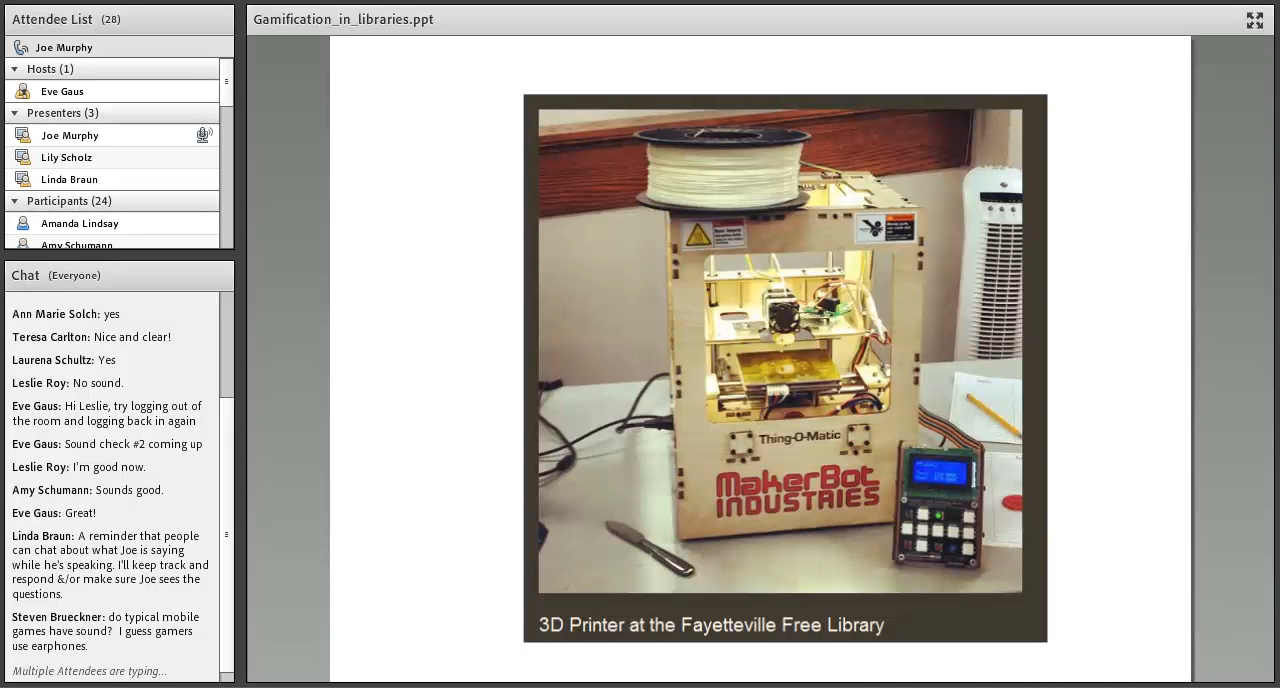 Attendee List (28)
Joe Murphy
Hosts (1)
Eve Gaus
Presenters (3)
Joe Murphy
Lily Scholz
Linda Braun
Participants (24)
Amanda Lindsay
Amy Schumann
Chat (Everyone)
Ann Marie Solch: yes
Teresa Carlton: Nice and clear!
Laurena Schultz: Yes
Leslie Roy: No sound.
Eve Gaus: Hi Leslie, try logging out of
the room and logging back in again
Eve Gaus: Sound check #2 coming up
Leslie Roy: I'm good now.
Amy Schumann: Sounds good.
Eve Gaus: Great!
Linda Braun: A reminder that people
can chat about what Joe is saying
while he's speaking. I'll keep track and
respond &/or make sure Joe sees the
questions.
Steven Brueckner: do typical mobile
games have sound?  I guess gamers
use earphones.
Multiple Attendees are typing...
Gamification_in_libraries.ppt
Thing-O-Matic
MakerBot
INDUSTRIES
3D Printer at the Fayetteville Free Library